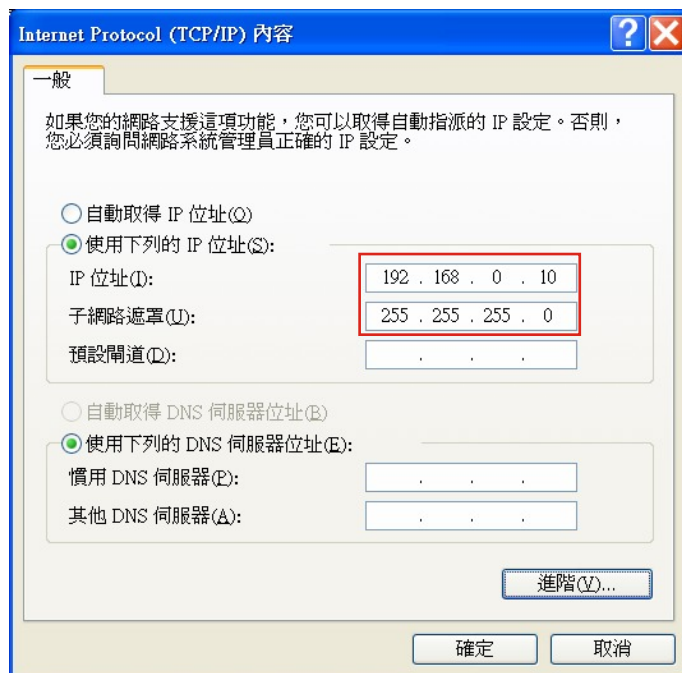 Internet Protocol (TCP/IP) 內容
一般
如果您的網路支援這項功能，您可以取得自動指派的 IP 設定。否則，
您必須詢問網路系統管理員正確的 IP 設定。
自動取得 IP 位址(O)
使用下列的 IP 位址(S):
IP 位址(I): 192 . 168 . 0 . 10
子網路遮罩(U): 255 . 255 . 255 . 0
預設閘道(D): . . .
自動取得 DNS 伺服器位址(B)
使用下列的 DNS 伺服器位址(E):
慣用 DNS 伺服器(P): . . .
其他 DNS 伺服器(A): . . .
進階(V)...
確定 取消